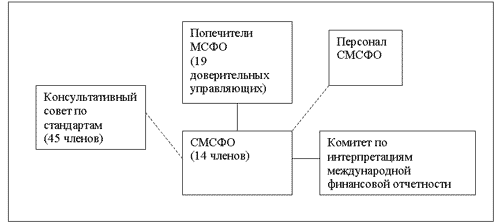 Попечители
МСФО
(19
доверительных
управляющих)
Персонал
СМСФО
Консультативный
совет по
стандартам
(45 членов)
СМСФО
(14 членов)
Комитет по
интерпретациям
международной
финансовой отчетности